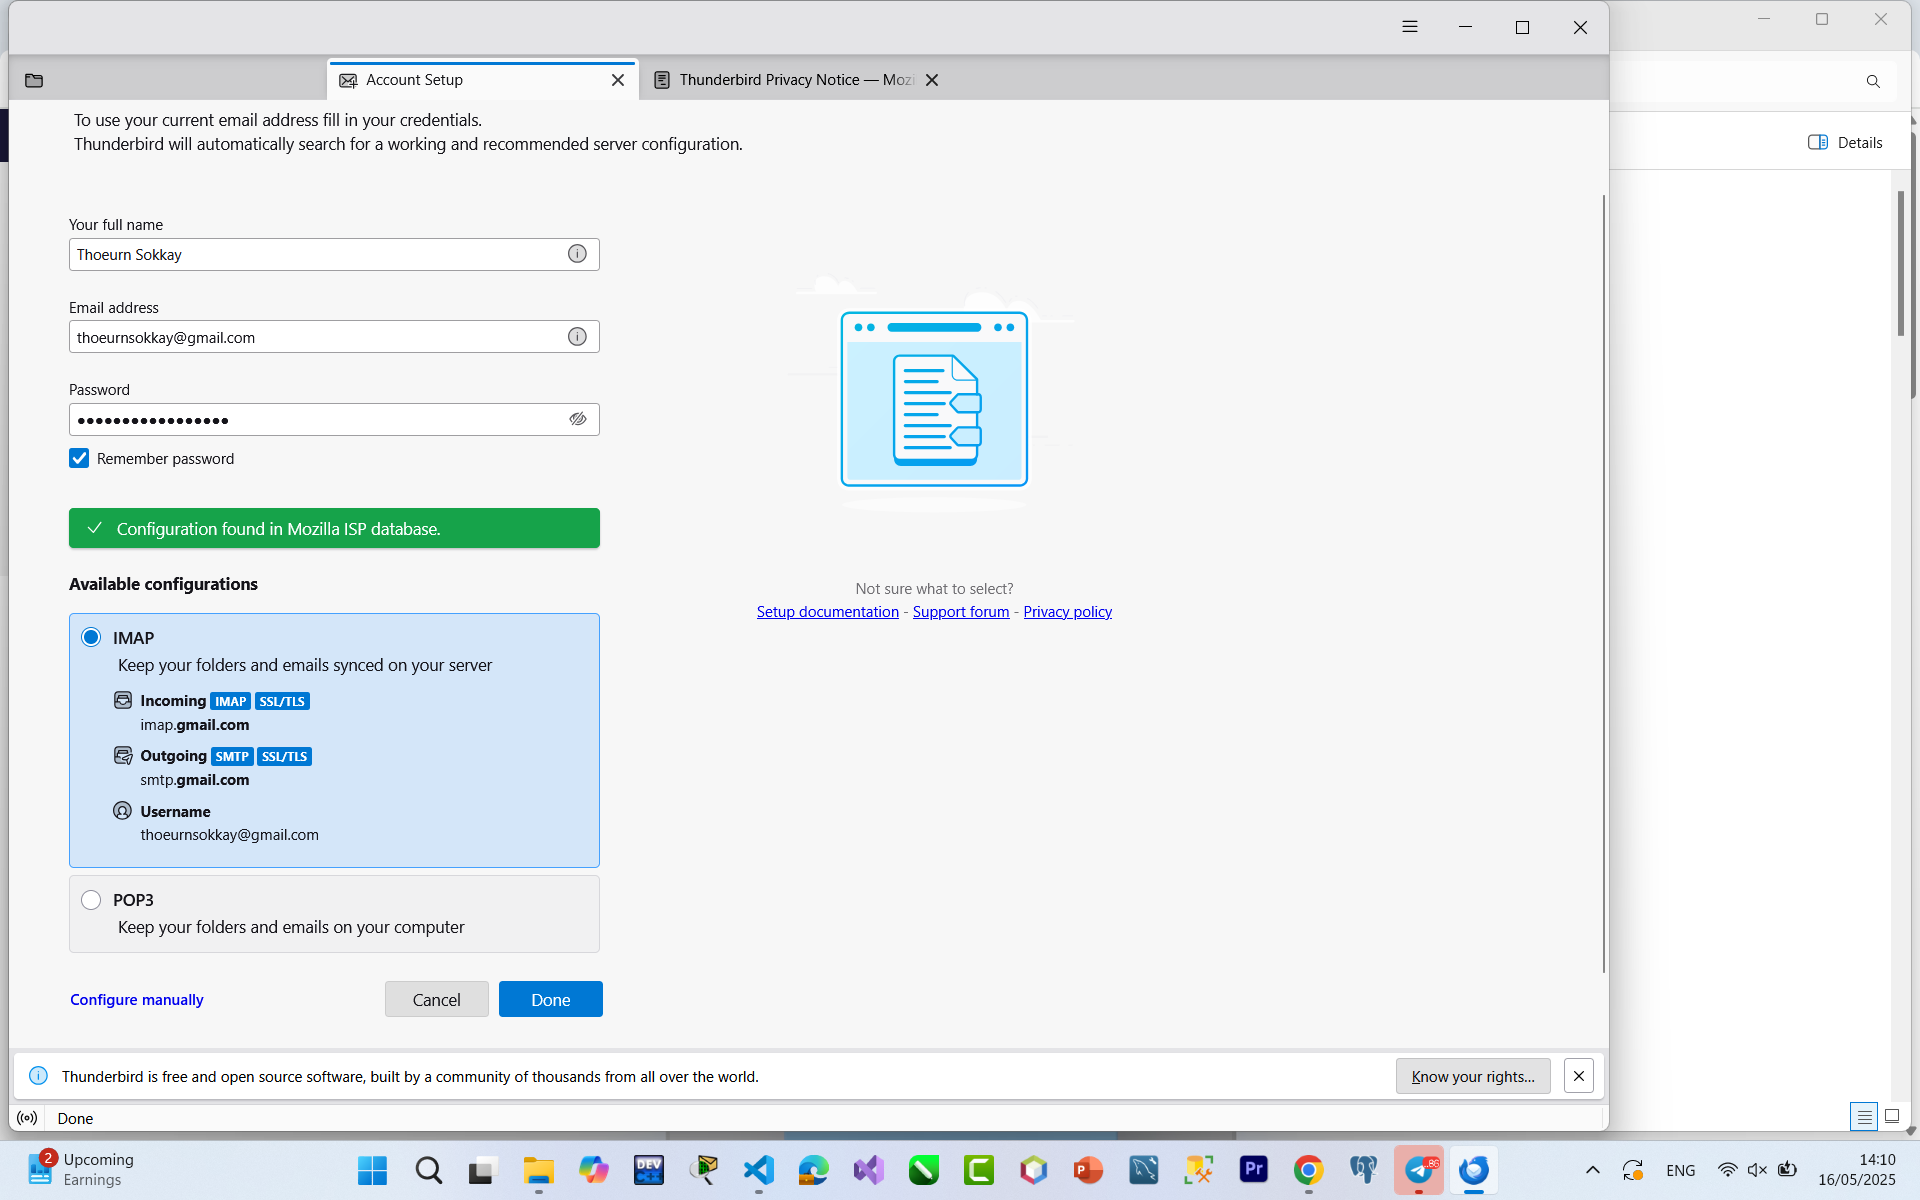 Account Setup
Thunderbird Privacy Notice — Mozi
To use your current email address fill in your credentials.
Thunderbird will automatically search for a working and recommended server configuration.
Details
Your full name
Thoeurn Sokkay
Email address
thoeurnsokkay@gmail.com
Password
•••••••••••••••••
Remember password
Configuration found in Mozilla ISP database.
Available configurations
IMAP
Keep your folders and emails synced on your server
Incoming IMAP SSL/TLS
imap.gmail.com
Outgoing SMTP SSL/TLS
smtp.gmail.com
Username
thoeurnsokkay@gmail.com
POP3
Keep your folders and emails on your computer
Not sure what to select?
Setup documentation - Support forum - Privacy policy
Configure manually
Cancel
Done
Thunderbird is free and open source software, built by a community of thousands from all over the world.
Know your rights...
Done
2
Upcoming
Earnings
DEV
C++
P
Pr
86
ENG
14:10
16/05/2025